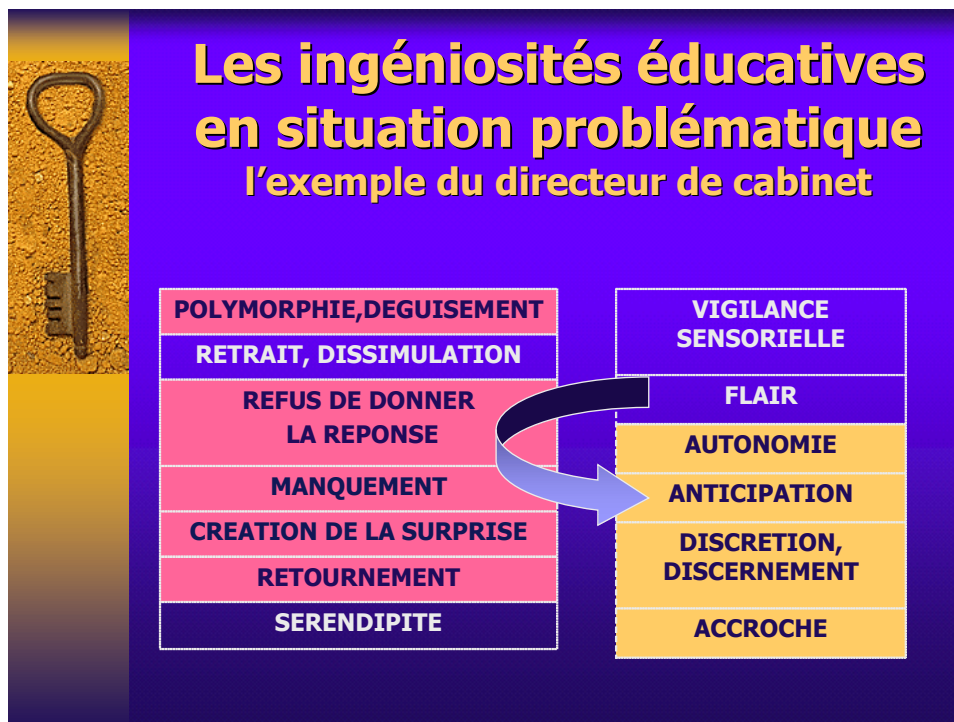 Les ingéniosités éducatives
en situation problématique
l’exemple du directeur de cabinet
POLYMORPHIE,DEGUISEMENT
RETRAIT, DISSIMULATION
REFUS DE DONNER
LA REPONSE
MANQUEMENT
CREATION DE LA SURPRISE
RETOURNEMENT
SERENDIPITE
VIGILANCE
SENSORIELLE
FLAIR
AUTONOMIE
ANTICIPATION
DISCRETION,
DISCERNEMENT
ACCROCHE